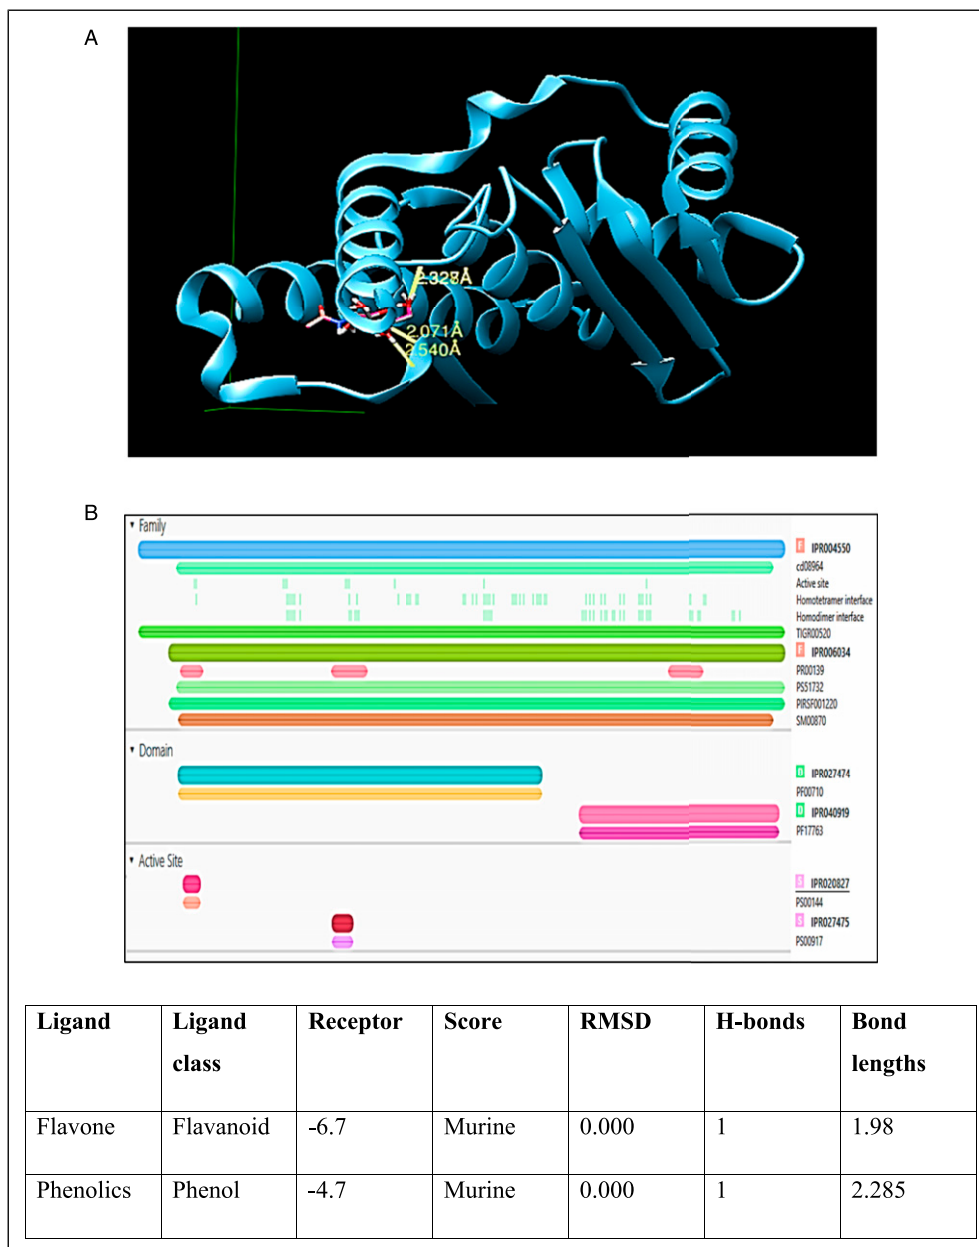 A
2.071Å
2.540Å
B
Family
F IPR004550
cd08964
Active site
Homotetramer interface
Homodimer interface
TIGR00520
F IPR006034
PR00139
PS51732
PIRSF001220
SM00870
Domain
D IPR027474
PF00710
D IPR040919
PF17763
Active Site
S IPR020827
PS00144
S IPR027475
PS00917
Ligand Ligand class Receptor Score RMSD H-bonds Bond lengths
Flavone Flavanoid -6.7 Murine 0.000 1 1.98
Phenolics Phenol -4.7 Murine 0.000 1 2.285